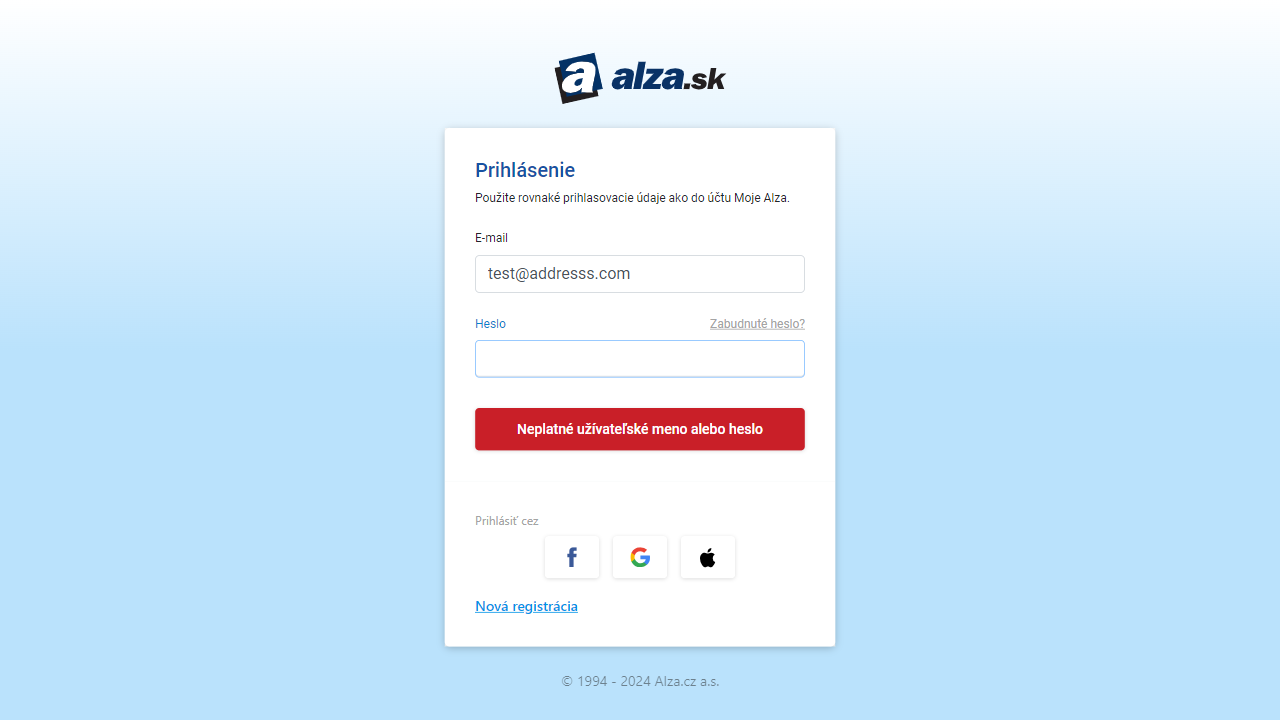 a alza.sk
Prihlásenie
Použite rovnaké prihlasovacie údaje ako do účtu Moje Alza.
E-mail
test@addresss.com
Heslo Zabudnuté heslo?
Neplatné užívateľské meno alebo heslo
Prihlásiť cez
Nová registrácia
© 1994 - 2024 Alza.cz a.s.